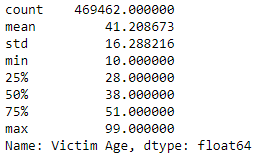 count 469462.000000
mean 41.208673
std 16.288216
min 10.000000
25% 28.000000
50% 38.000000
75% 51.000000
max 99.000000
Name: Victim Age, dtype: float64